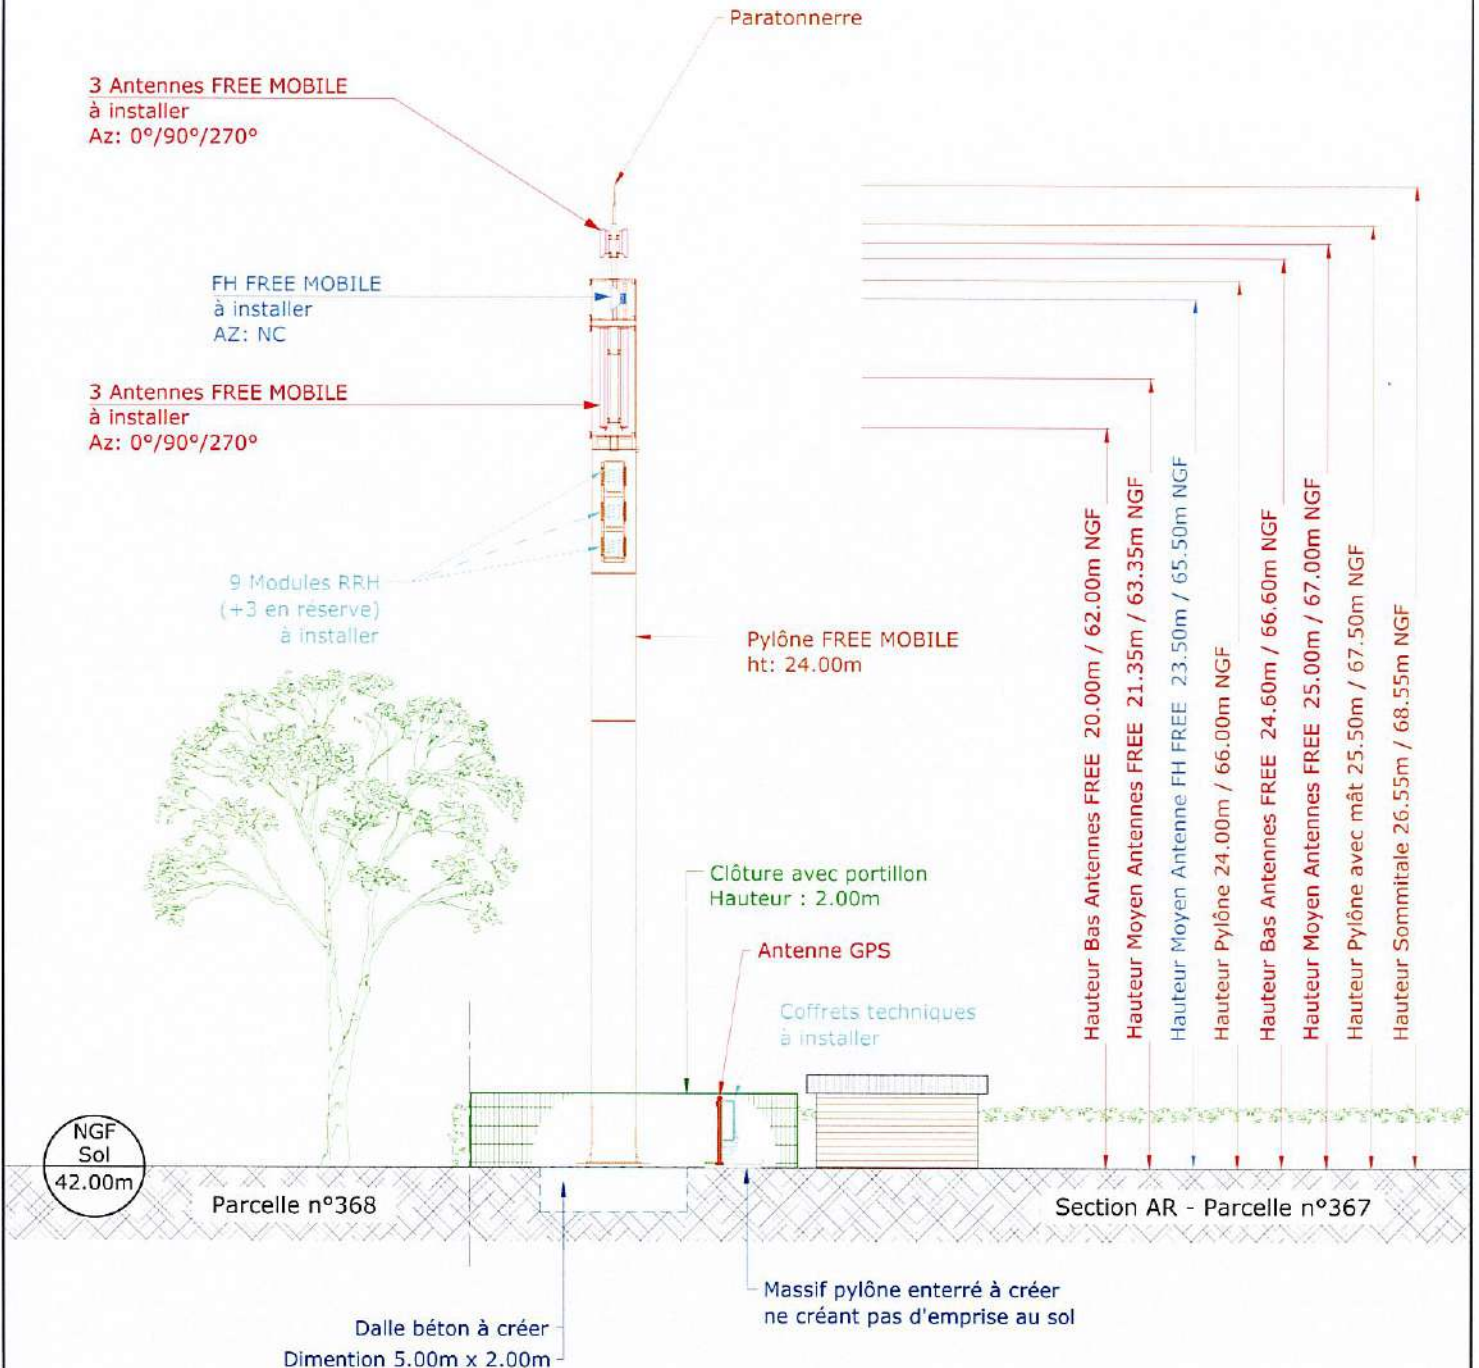 Paratonnerre
3 Antennes FREE MOBILE
à installer
Az: 0°/90°/270°
FH FREE MOBILE
à installer
AZ: NC
3 Antennes FREE MOBILE
à installer
Az: 0°/90°/270°
9 Modules RRH
(+3 en réserve)
à installer
Pylône FREE MOBILE
ht: 24.00m
Clôture avec portillon
Hauteur : 2.00m
Antenne GPS
Coffrets techniques
à installer
Hauteur Bas Antennes FREE 20.00m / 62.00m NGF
Hauteur Moyen Antennes FREE 21.35m / 63.35m NGF
Hauteur Moyen Antenne FH FREE 23.50m / 65.50m NGF
Hauteur Pylône 24.00m / 66.00m NGF
Hauteur Bas Antennes FREE 24.60m / 66.60m NGF
Hauteur Moyen Antennes FREE 25.00m / 67.00m NGF
Hauteur Pylône avec mât 25.50m / 67.50m NGF
Hauteur Sommitale 26.55m / 68.55m NGF
NGF
Sol
42.00m
Parcelle n°368
Section AR - Parcelle n°367
Massif pylône enterré à créer
ne créant pas d'emprise au sol
Dalle béton à créer
Dimention 5.00m x 2.00m